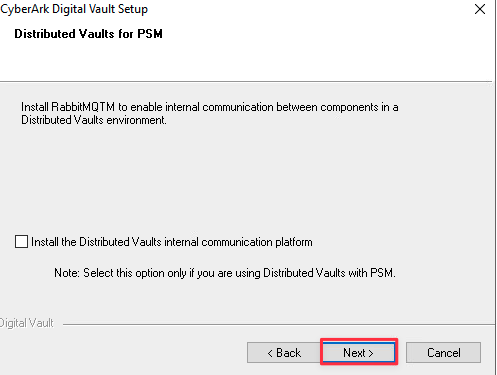 CyberArk Digital Vault Setup
Distributed Vaults for PSM
Install RabbitMQTM to enable internal communication between components in a
Distributed Vaults environment.
Install the Distributed Vaults internal communication platform
Note: Select this option only if you are using Distributed Vaults with PSM.
Digital Vault
< Back Next > Cancel